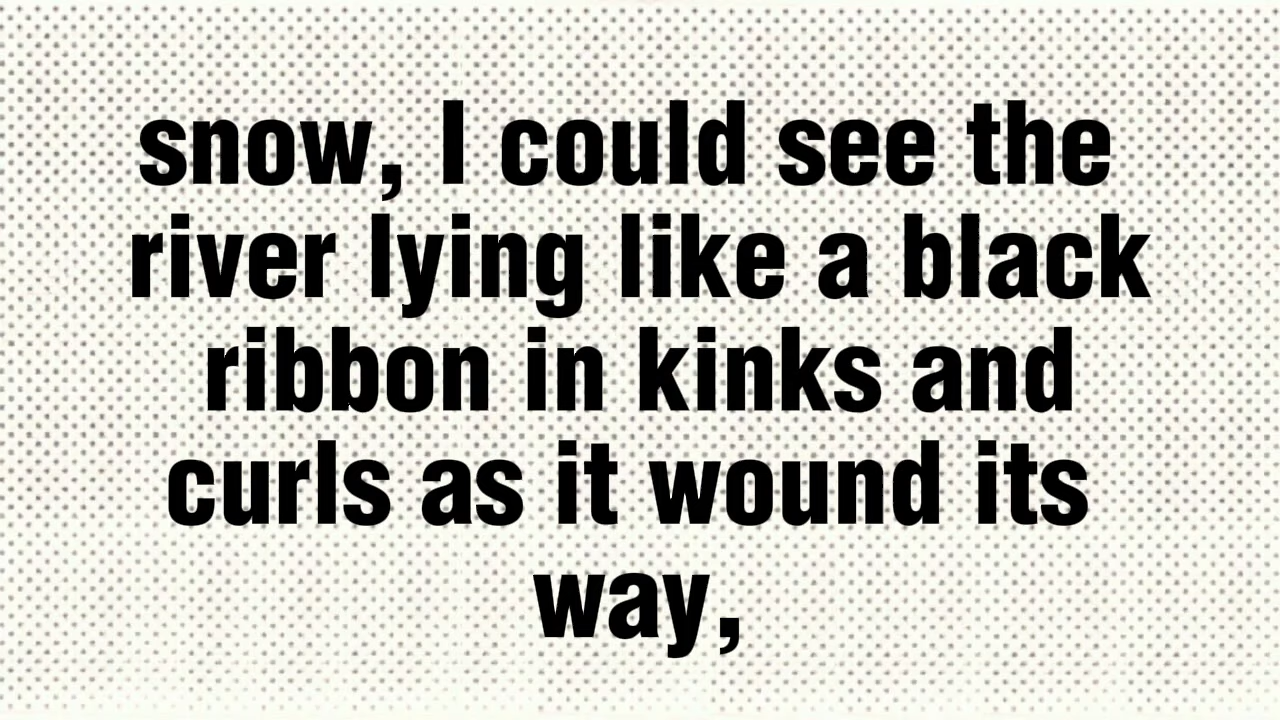 snow, I could see the
river lying like a black
ribbon in kinks and
curls as it wound its
way,